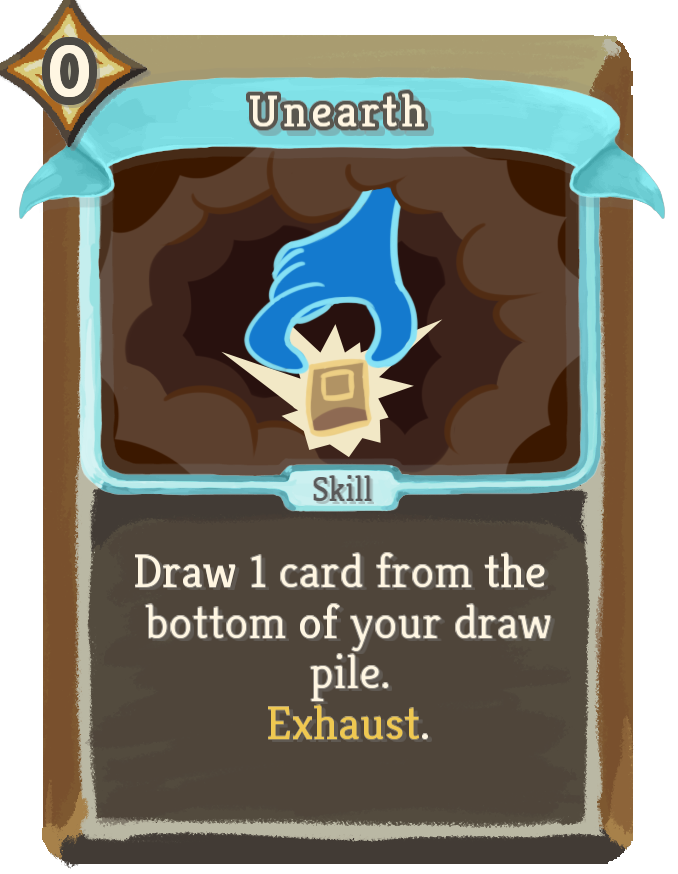 0
Unearth
Skill
Draw 1 card from the
bottom of your draw
pile.
Exhaust.